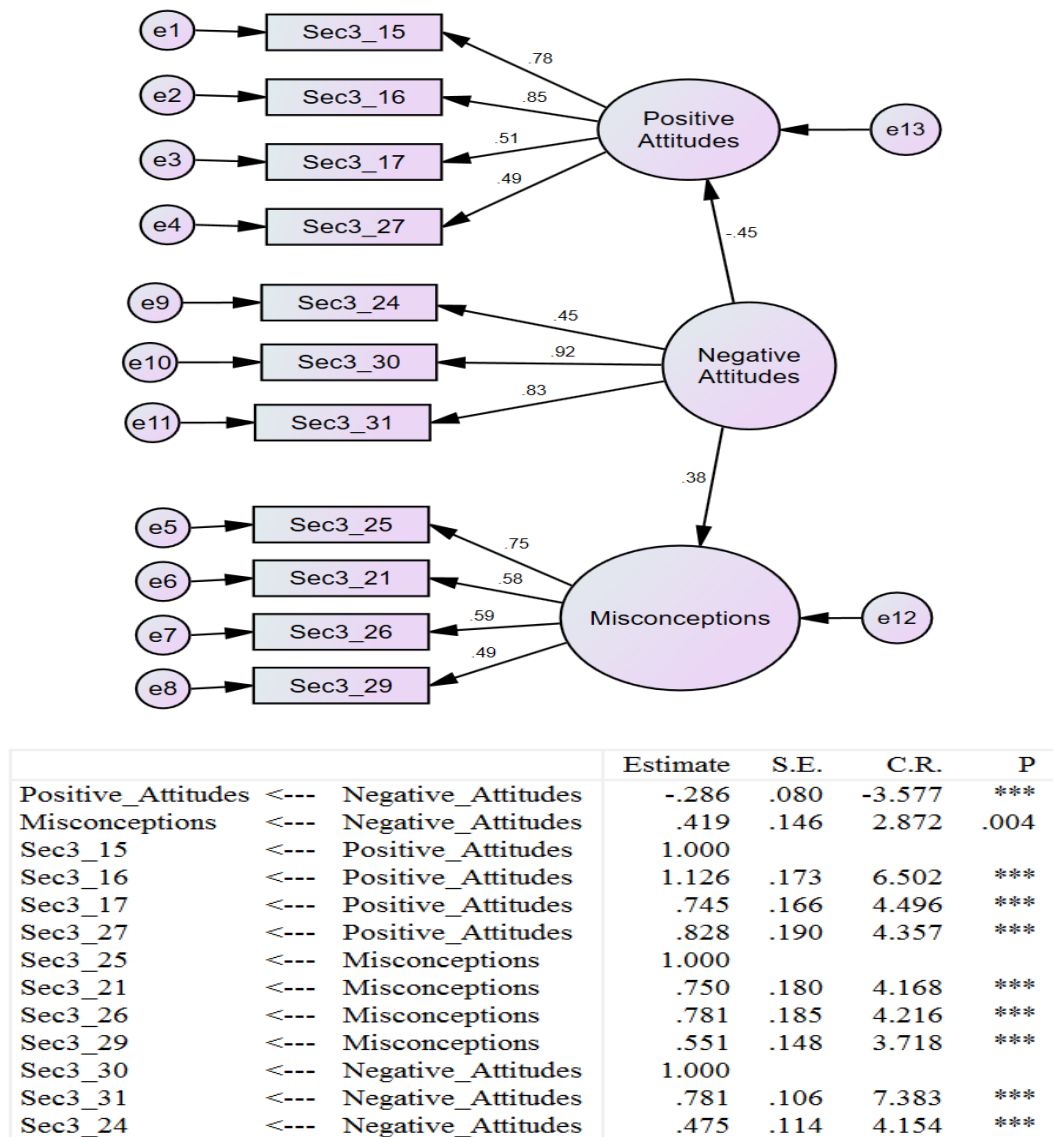 e1 Sec3_15
.78
e2 Sec3_16
.85
Positive
Attitudes
e13
e3 Sec3_17
.51
e4 Sec3_27
.49
-.45
e9 Sec3_24
.45
e10 Sec3_30
.92
Negative
Attitudes
e11 Sec3_31
.83
.38
e5 Sec3_25
.75
e6 Sec3_21
.58
e7 Sec3_26
.59
Misconceptions
e12
e8 Sec3_29
.49
Estimate S.E. C.R. P
Positive_Attitudes <--- Negative_Attitudes -.286 .080 -3.577 ***
Misconceptions <--- Negative_Attitudes .419 .146 2.872 .004
Sec3_15 <--- Positive_Attitudes 1.000
Sec3_16 <--- Positive_Attitudes 1.126 .173 6.502 ***
Sec3_17 <--- Positive_Attitudes .745 .166 4.496 ***
Sec3_27 <--- Positive_Attitudes .828 .190 4.357 ***
Sec3_25 <--- Misconceptions 1.000
Sec3_21 <--- Misconceptions .750 .180 4.168 ***
Sec3_26 <--- Misconceptions .781 .185 4.216 ***
Sec3_29 <--- Misconceptions .551 .148 3.718 ***
Sec3_30 <--- Negative_Attitudes 1.000
Sec3_31 <--- Negative_Attitudes .781 .106 7.383 ***
Sec3_24 <--- Negative_Attitudes .475 .114 4.154 ***